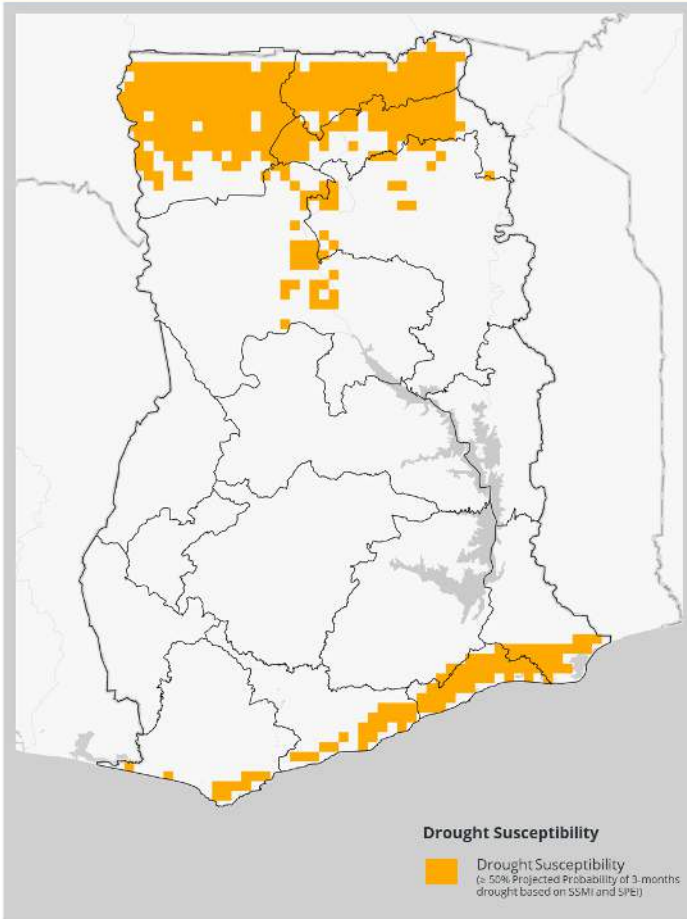 Drought Susceptibility
Drought Susceptibility
(≥ 50% Projected Probability of 3-months
drought based on SSMI and SPEI)